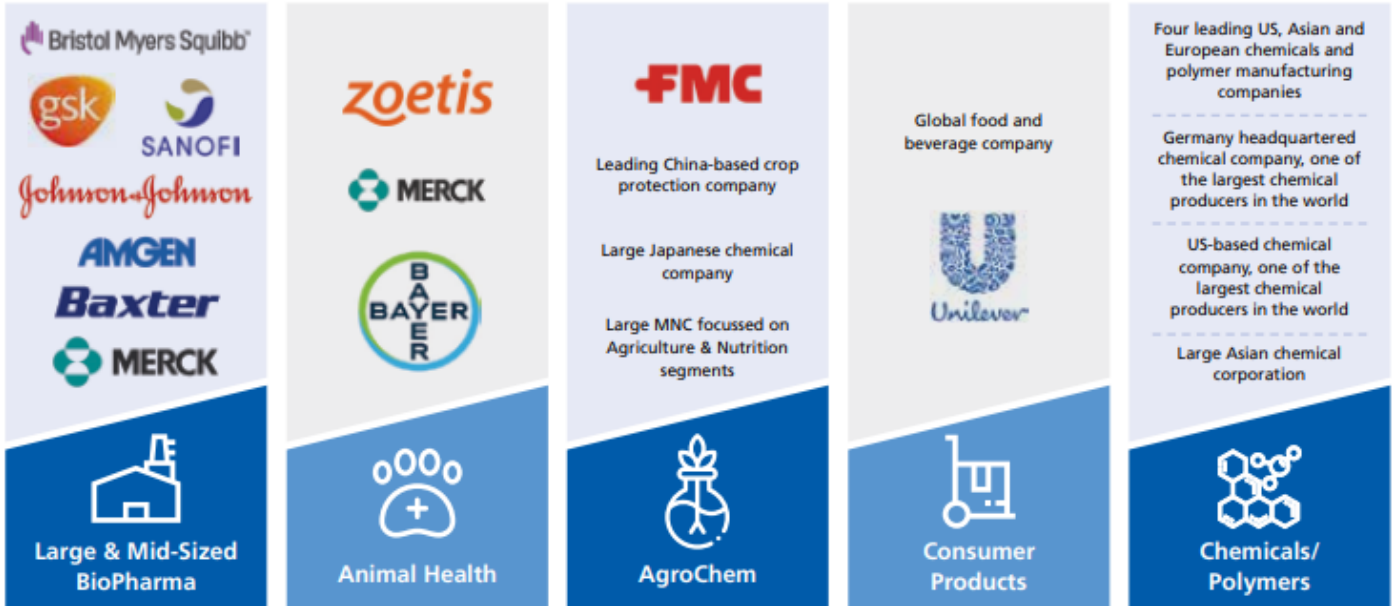 Bristol Myers Squibb™
gsk
SANOFI
Johnson & Johnson
AMGEN
Baxter
MERCK
Large & Mid-Sized
BioPharma
zoetis
MERCK
BAYER
BAYER
Animal Health
FMC
Leading China-based crop
protection company
Large Japanese chemical
company
Large MNC focussed on
Agriculture & Nutrition
segments
AgroChem
Global food and
beverage company
Unilever
Consumer
Products
Four leading US, Asian and
European chemicals and
polymer manufacturing
companies
Germany headquartered
chemical company, one of
the largest chemical
producers in the world
US-based chemical
company, one of the
largest chemical
producers in the world
Large Asian chemical
corporation
Chemicals/
Polymers